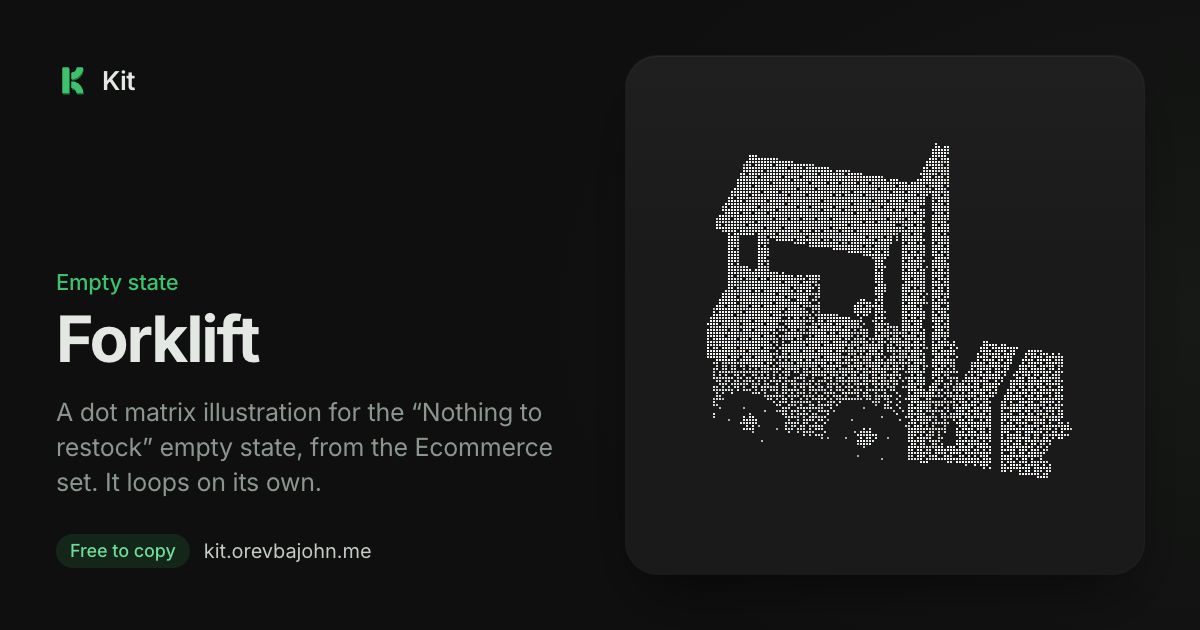 Kit
Empty state
Forklift
A dot matrix illustration for the “Nothing to
restock” empty state, from the Ecommerce
set. It loops on its own.
Free to copy
kit.orevbajohn.me